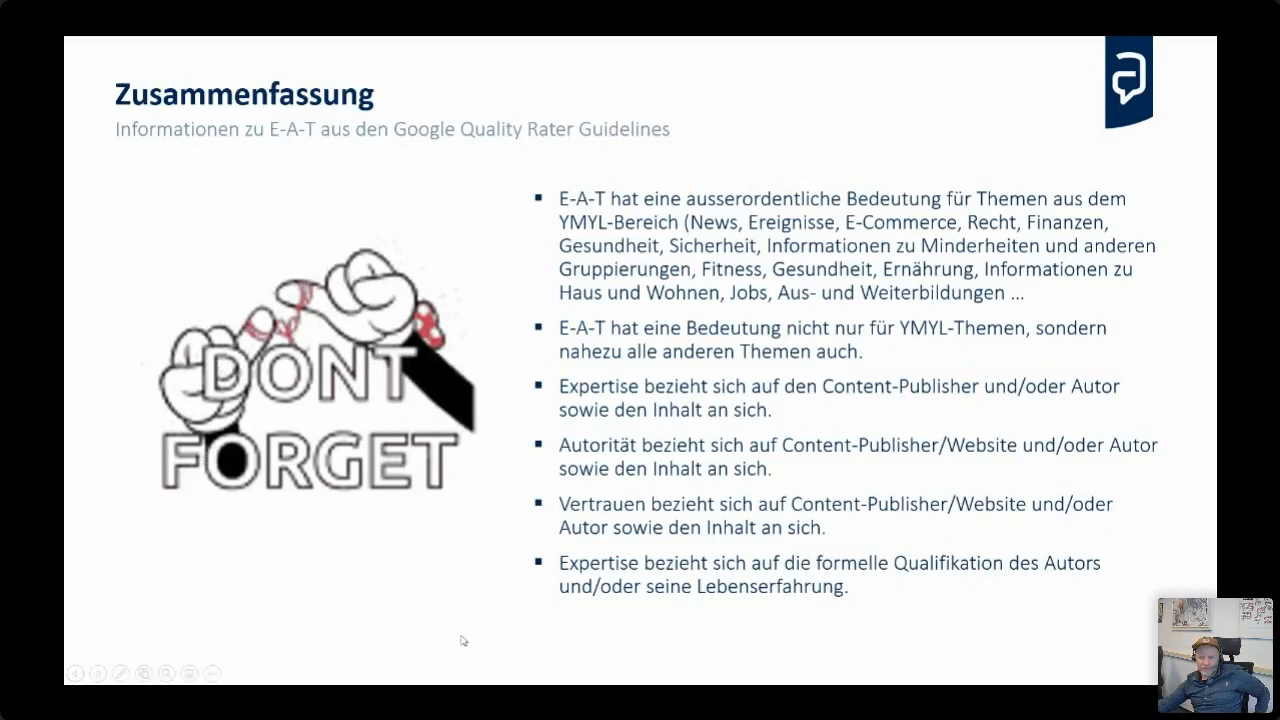 Zusammenfassung
Informationen zu E-A-T aus den Google Quality Rater Guidelines
DONT
FORGET
▪ E-A-T hat eine ausserordentliche Bedeutung für Themen aus dem
YMYL-Bereich (News, Ereignisse, E-Commerce, Recht, Finanzen,
Gesundheit, Sicherheit, Informationen zu Minderheiten und anderen
Gruppierungen, Fitness, Gesundheit, Ernährung, Informationen zu
Haus und Wohnen, Jobs, Aus- und Weiterbildungen ...
▪ E-A-T hat eine Bedeutung nicht nur für YMYL-Themen, sondern
nahezu alle anderen Themen auch.
▪ Expertise bezieht sich auf den Content-Publisher und/oder Autor
sowie den Inhalt an sich.
▪ Autorität bezieht sich auf Content-Publisher/Website und/oder Autor
sowie den Inhalt an sich.
▪ Vertrauen bezieht sich auf Content-Publisher/Website und/oder
Autor sowie den Inhalt an sich.
▪ Expertise bezieht sich auf die formelle Qualifikation des Autors
und/oder seine Lebenserfahrung.